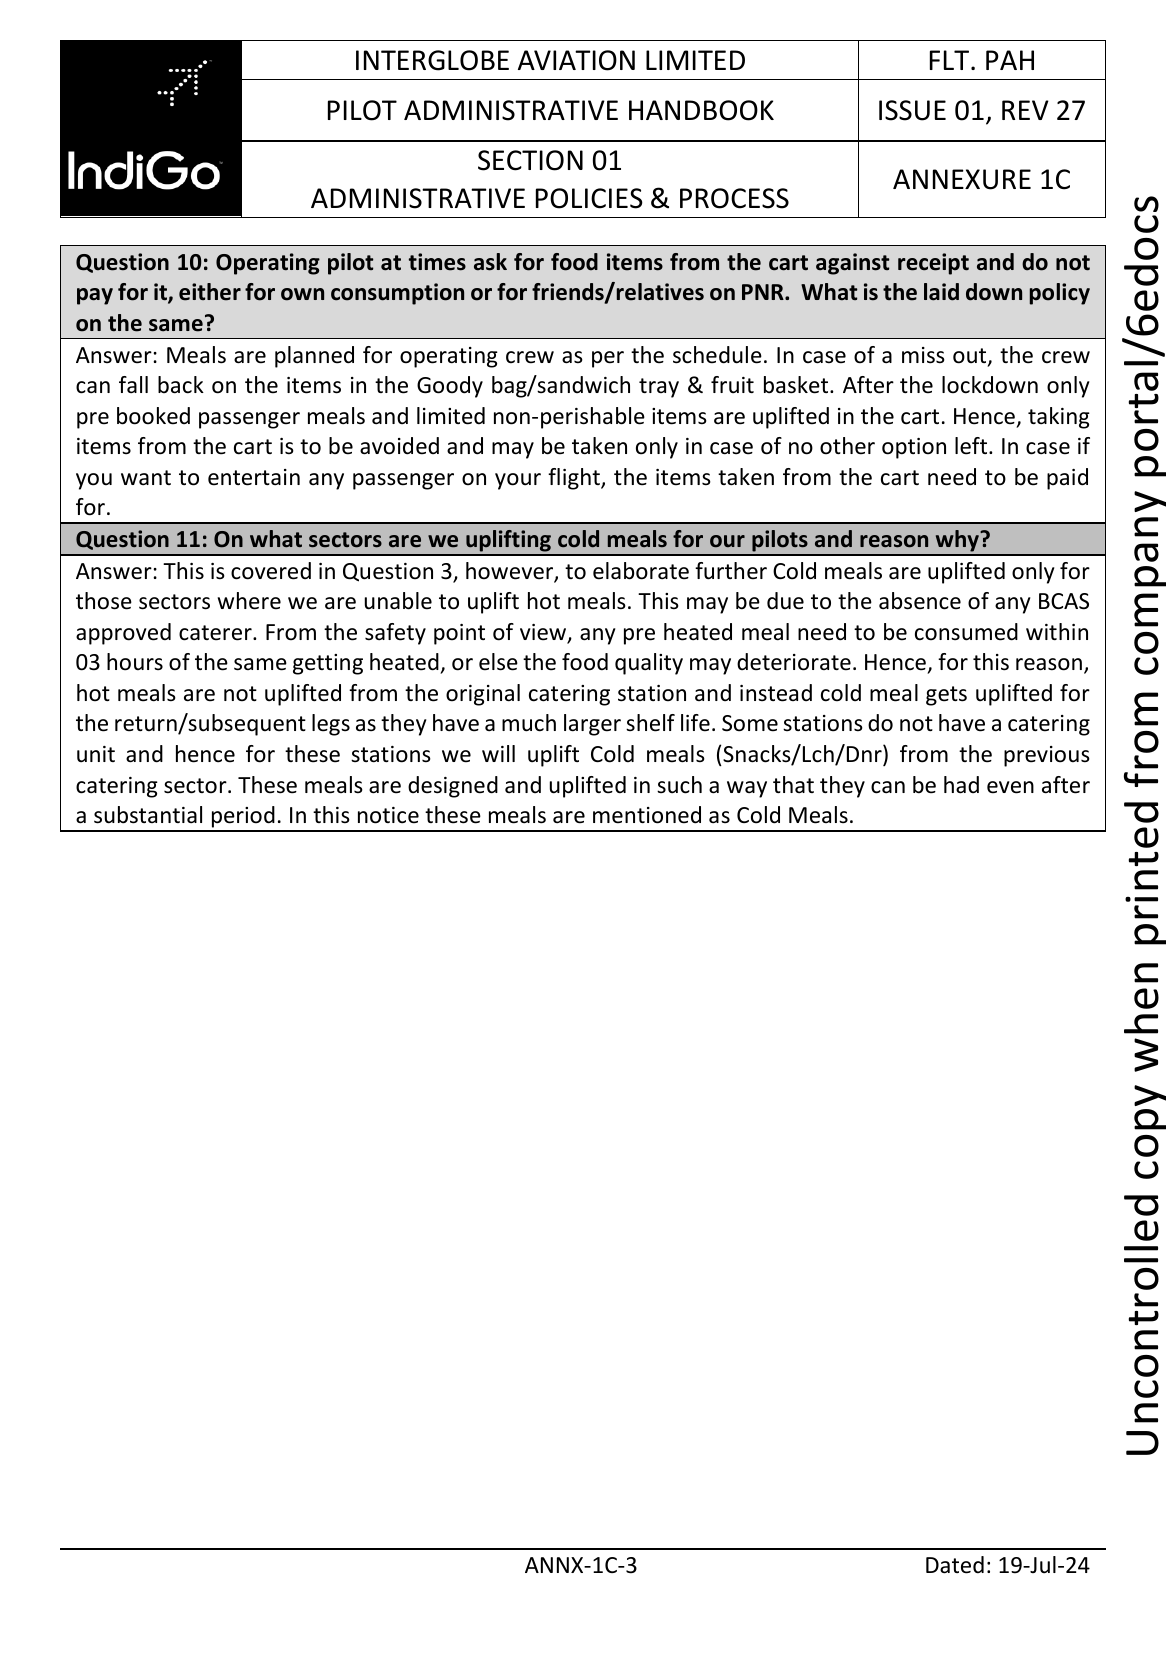 IndiGo
INTERGLOBE AVIATION LIMITED
FLT. PAH
PILOT ADMINISTRATIVE HANDBOOK
ISSUE 01, REV 27
SECTION 01
ADMINISTRATIVE POLICIES & PROCESS
ANNEXURE 1C
Question 10: Operating pilot at times ask for food items from the cart against receipt and do not
pay for it, either for own consumption or for friends/relatives on PNR. What is the laid down policy
on the same?
Answer: Meals are planned for operating crew as per the schedule. In case of a miss out, the crew
can fall back on the items in the Goody bag/sandwich tray & fruit basket. After the lockdown only
pre booked passenger meals and limited non-perishable items are uplifted in the cart. Hence, taking
items from the cart is to be avoided and may be taken only in case of no other option left. In case if
you want to entertain any passenger on your flight, the items taken from the cart need to be paid
for.
Question 11: On what sectors are we uplifting cold meals for our pilots and reason why?
Answer: This is covered in Question 3, however, to elaborate further Cold meals are uplifted only for
those sectors where we are unable to uplift hot meals. This may be due to the absence of any BCAS
approved caterer. From the safety point of view, any pre heated meal need to be consumed within
03 hours of the same getting heated, or else the food quality may deteriorate. Hence, for this reason,
hot meals are not uplifted from the original catering station and instead cold meal gets uplifted for
the return/subsequent legs as they have a much larger shelf life. Some stations do not have a catering
unit and hence for these stations we will uplift Cold meals (Snacks/Lch/Dnr) from the previous
catering sector. These meals are designed and uplifted in such a way that they can be had even after
a substantial period. In this notice these meals are mentioned as Cold Meals.
ANNX-1C-3
Dated: 19-Jul-24
Uncontrolled copy when printed from company portal/6edocs